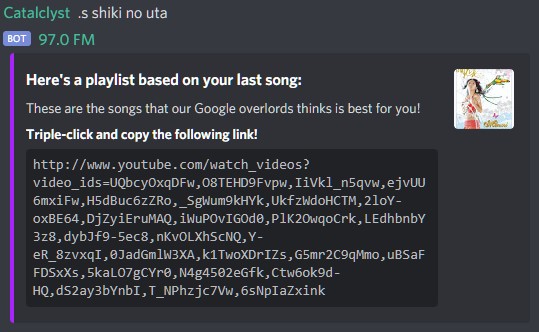 Catalclyst .s shiki no uta
BOT 97.0 FM
Here's a playlist based on your last song:
These are the songs that our Google overlords thinks is best for you!
Triple-click and copy the following link!
http://www.youtube.com/watch_videos?
video_ids=UQbcyOxqDFw,O8TEHD9Fvpw,IiVkl_n5qvw,ejvUU
6mxiFw,H5dBuc6zZRo,_SgWum9kHYk,UkfzWdoHCTM,2loY-
oxBE64,DjZyiEruMAQ,iWuPOvIGOd0,PlK2OwqoCrk,LEdhbnbY
3z8,dybJf9-5ec8,nKvOLXhScNQ,Y-
eR_8zvxqI,0JadGmlW3XA,k1TwoXDrIZs,G5mr2C9qMmo,uBSaF
FDSxXs,5kaLO7gCYr0,N4g4502eGfk,Ctw6ok9d-
HQ,dS2ay3bYnbI,T_NPhzjc7Vw,6sNpIaZxink